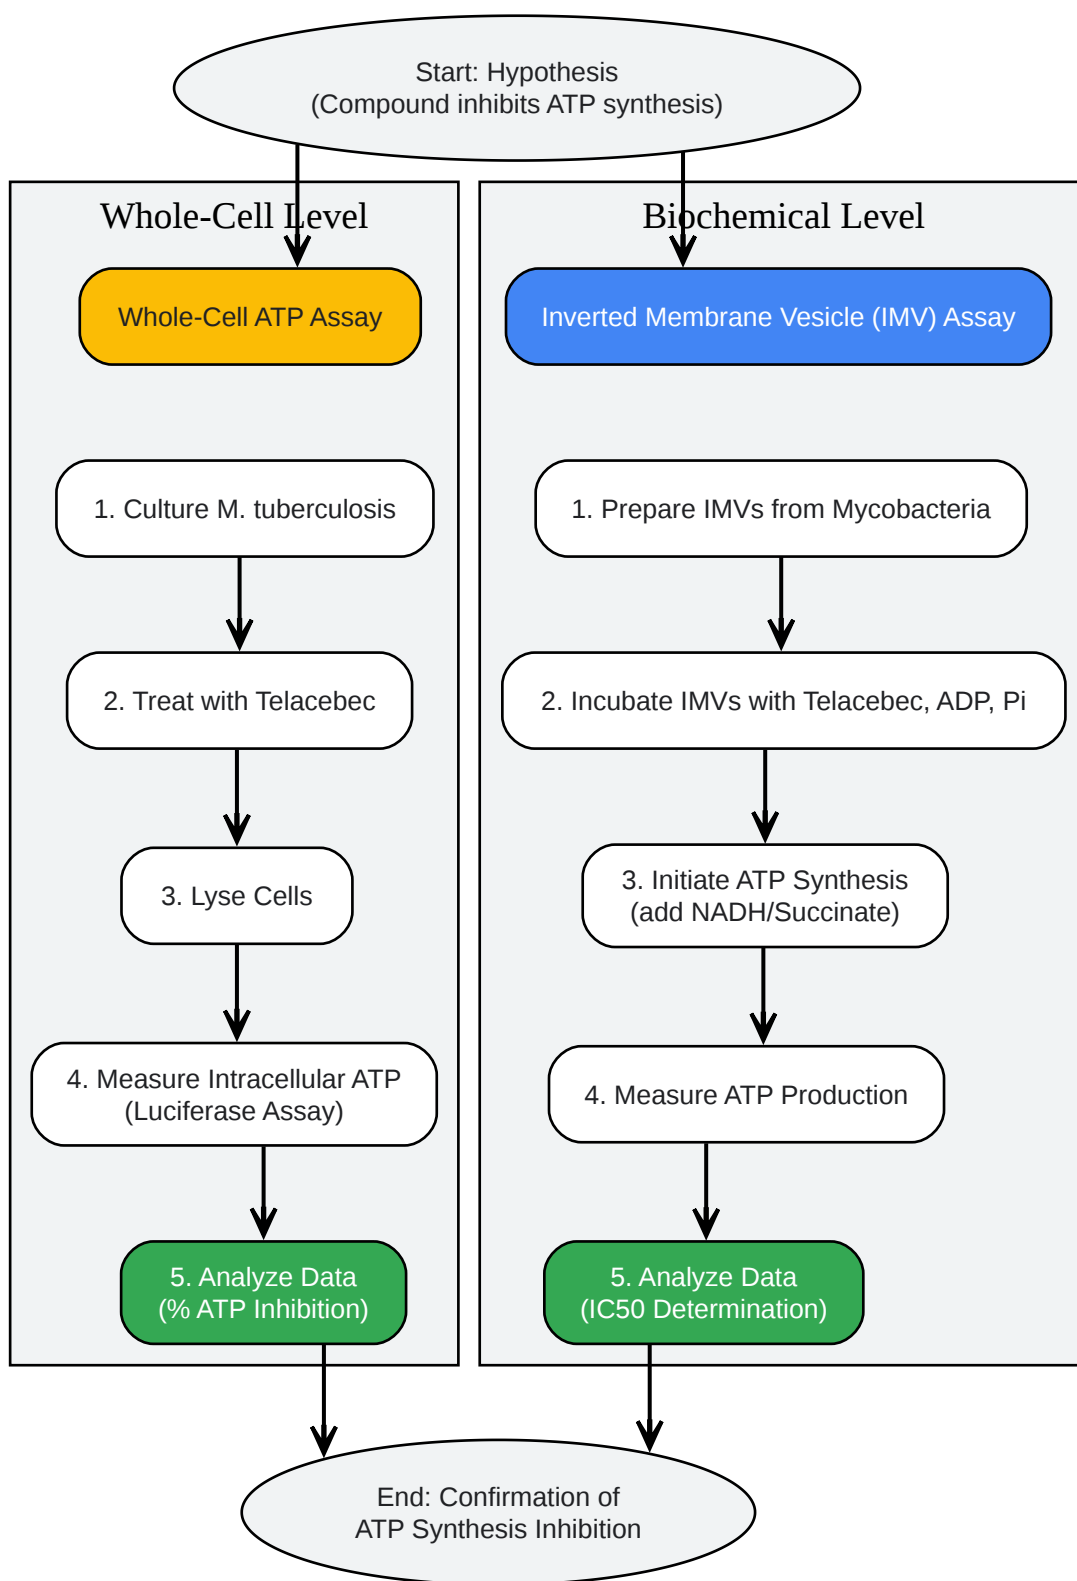 Start: Hypothesis
(Compound inhibits ATP synthesis)
Whole-Cell Level
Whole-Cell ATP Assay
1. Culture M. tuberculosis
2. Treat with Telacebec
3. Lyse Cells
4. Measure Intracellular ATP
(Luciferase Assay)
5. Analyze Data
(% ATP Inhibition)
Biochemical Level
Inverted Membrane Vesicle (IMV) Assay
1. Prepare IMVs from Mycobacteria
2. Incubate IMVs with Telacebec, ADP, Pi
3. Initiate ATP Synthesis
(add NADH/Succinate)
4. Measure ATP Production
5. Analyze Data
(IC50 Determination)
End: Confirmation of
ATP Synthesis Inhibition